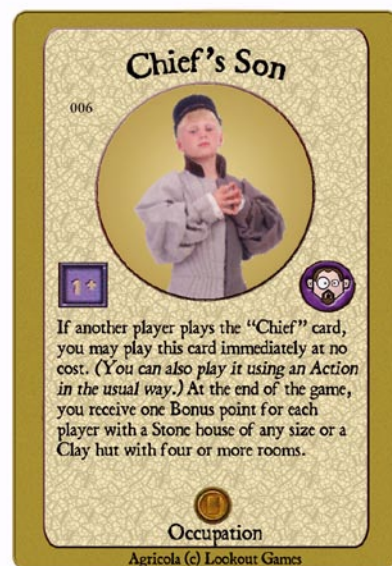 Chief's Son
006
1+
If another player plays the "Chief" card,
you may play this card immediately at no
cost. (You can also play it using an Action
in the usual way.) At the end of the game,
you receive one Bonus point for each
player with a Stone house of any size or a
Clay hut with four or more rooms.
Occupation
Agricola (c) Lookout Games